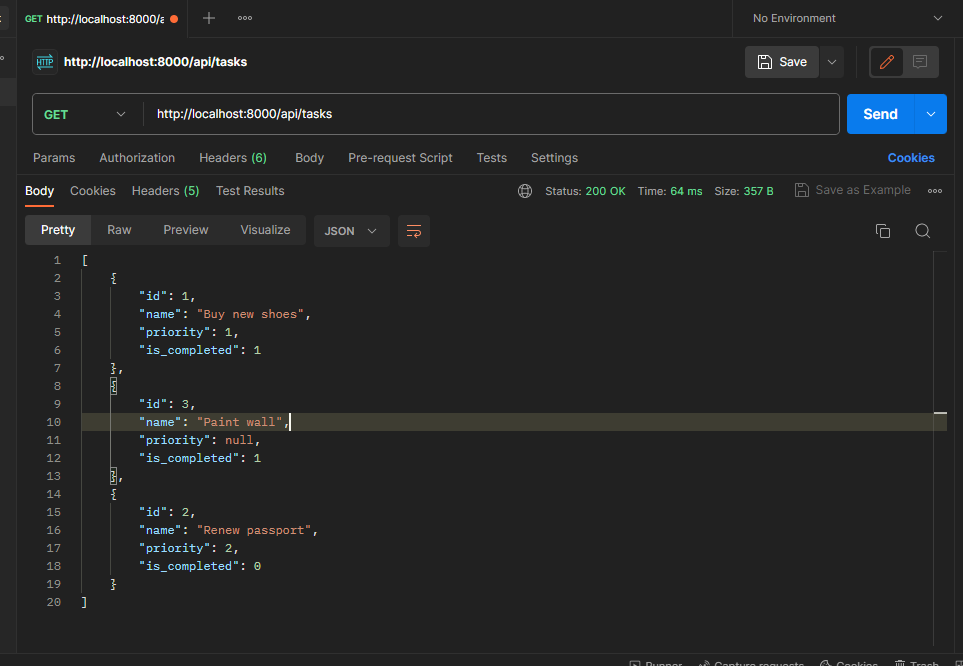 GET http://localhost:8000/a
No Environment
HTTP http://localhost:8000/api/tasks
Save
GET http://localhost:8000/api/tasks
Send
Params Authorization Headers (6) Body Pre-request Script Tests Settings Cookies
Body Cookies Headers (5) Test Results Status: 200 OK Time: 64 ms Size: 357 B Save as Example
Pretty Raw Preview Visualize JSON
1 [
2 {
3 "id": 1,
4 "name": "Buy new shoes",
5 "priority": 1,
6 "is_completed": 1
7 },
8 {
9 "id": 3,
10 "name": "Paint wall",
11 "priority": null,
12 "is_completed": 1
13 },
14 {
15 "id": 2,
16 "name": "Renew passport",
17 "priority": 2,
18 "is_completed": 0
19 }
20 ]
Runner Capture requests Cookies Trash